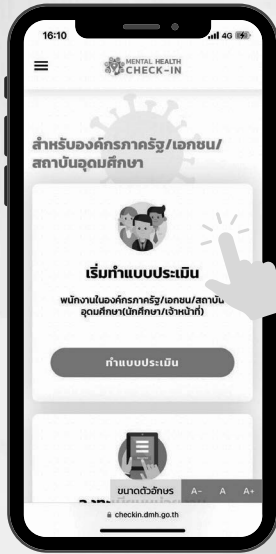 16:10
4G
MENTAL HEALTH
CHECK-IN
สำหรับองค์กรภาครัฐ/เอกชน/
สถาบันอุดมศึกษา
เริ่มทำแบบประเมิน
พนักงานในองค์กรภาครัฐ/เอกชน/สถาบัน
อุดมศึกษา(นักศึกษา/เจ้าหน้าที่)
ทำแบบประเมิน
ขนาดตัวอักษร A- A A+
checkin.dmh.go.th